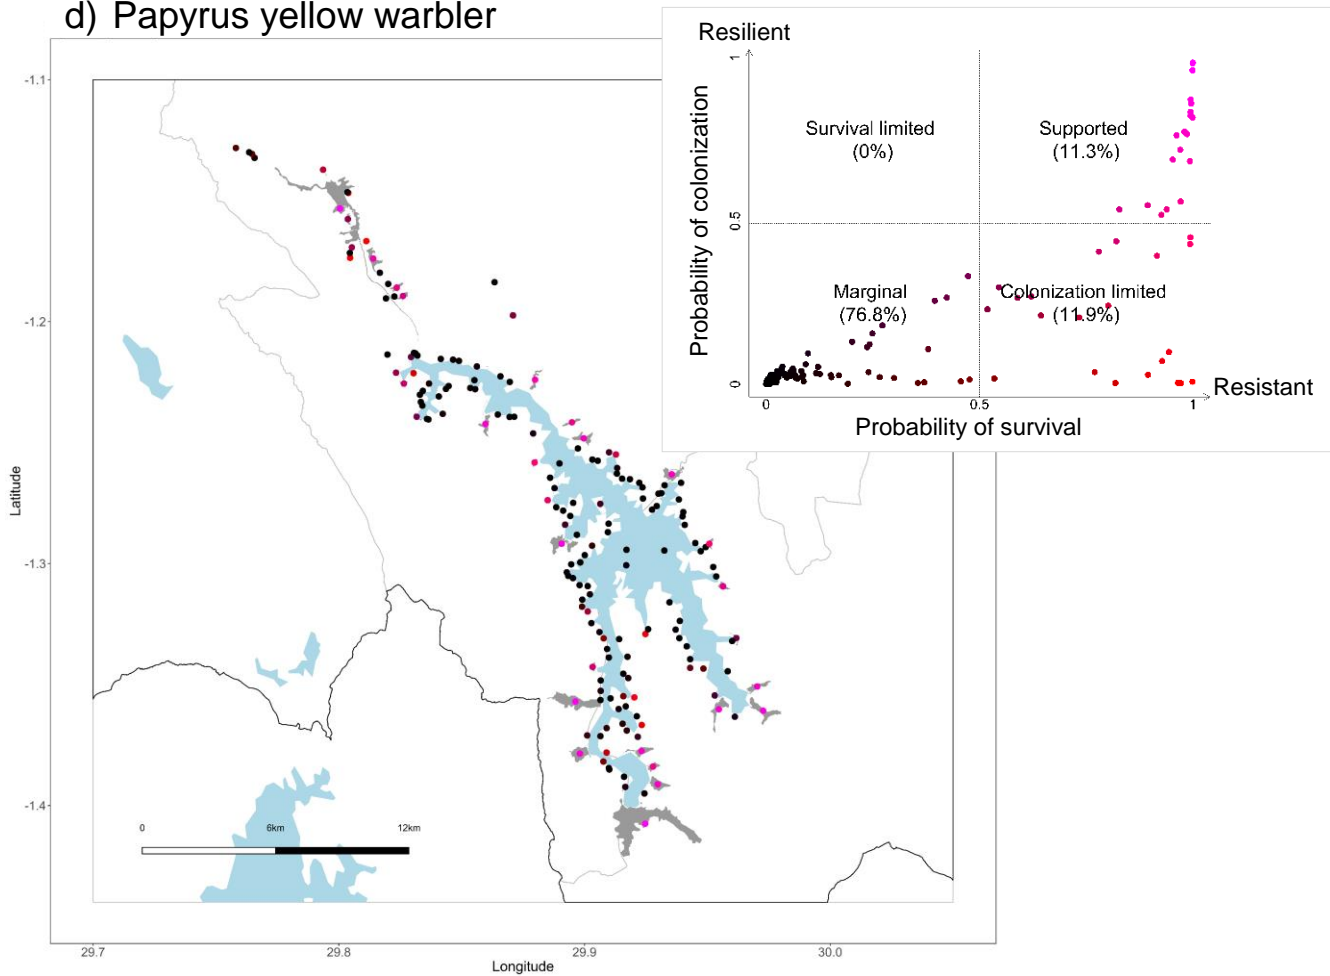 d) Papyrus yellow warbler
Resilient
Probability of colonization
1
0.5
0
Survival limited
(0%)
Supported
(11.3%)
Marginal
(76.8%)
Colonization limited
(11.9%)
Resistant
0
0.5
1
Probability of survival
-1.1
-1.2
-1.3
-1.4
Latitude
0
6km
12km
29.7
29.8
29.9
30.0
Longitude